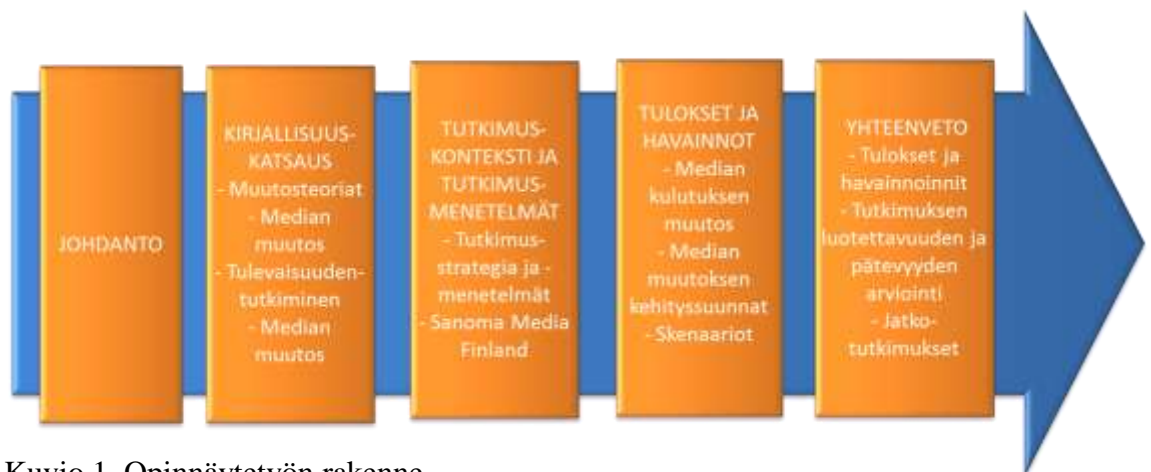 JOHDANTO
KIRJALLISUUS-
KATSAUS
- Muutosteoriat
- Median
muutos
- Tulevaisuuden-
tutkiminen
- Median
muutos
TUTKIMUS-
KONTEKSTI JA
TUTKIMUS-
MENETELMÄT
- Tutkimus-
strategia ja -
menetelmät
- Sanoma Media
Finland
TULOKSET JA
HAVAINNOT
- Median
kulutuksen
muutos
- Median
muutoksen
kehityssuunnat
- Skenaariot
YHTEENVETO
- Tulokset ja
havainnoinnit
- Tutkimuksen
luotettavuuden ja
pätevyyden
arviointi
- Jatko-
tutkimukset
Kuvio 1. Opinnäytetyön rakenne